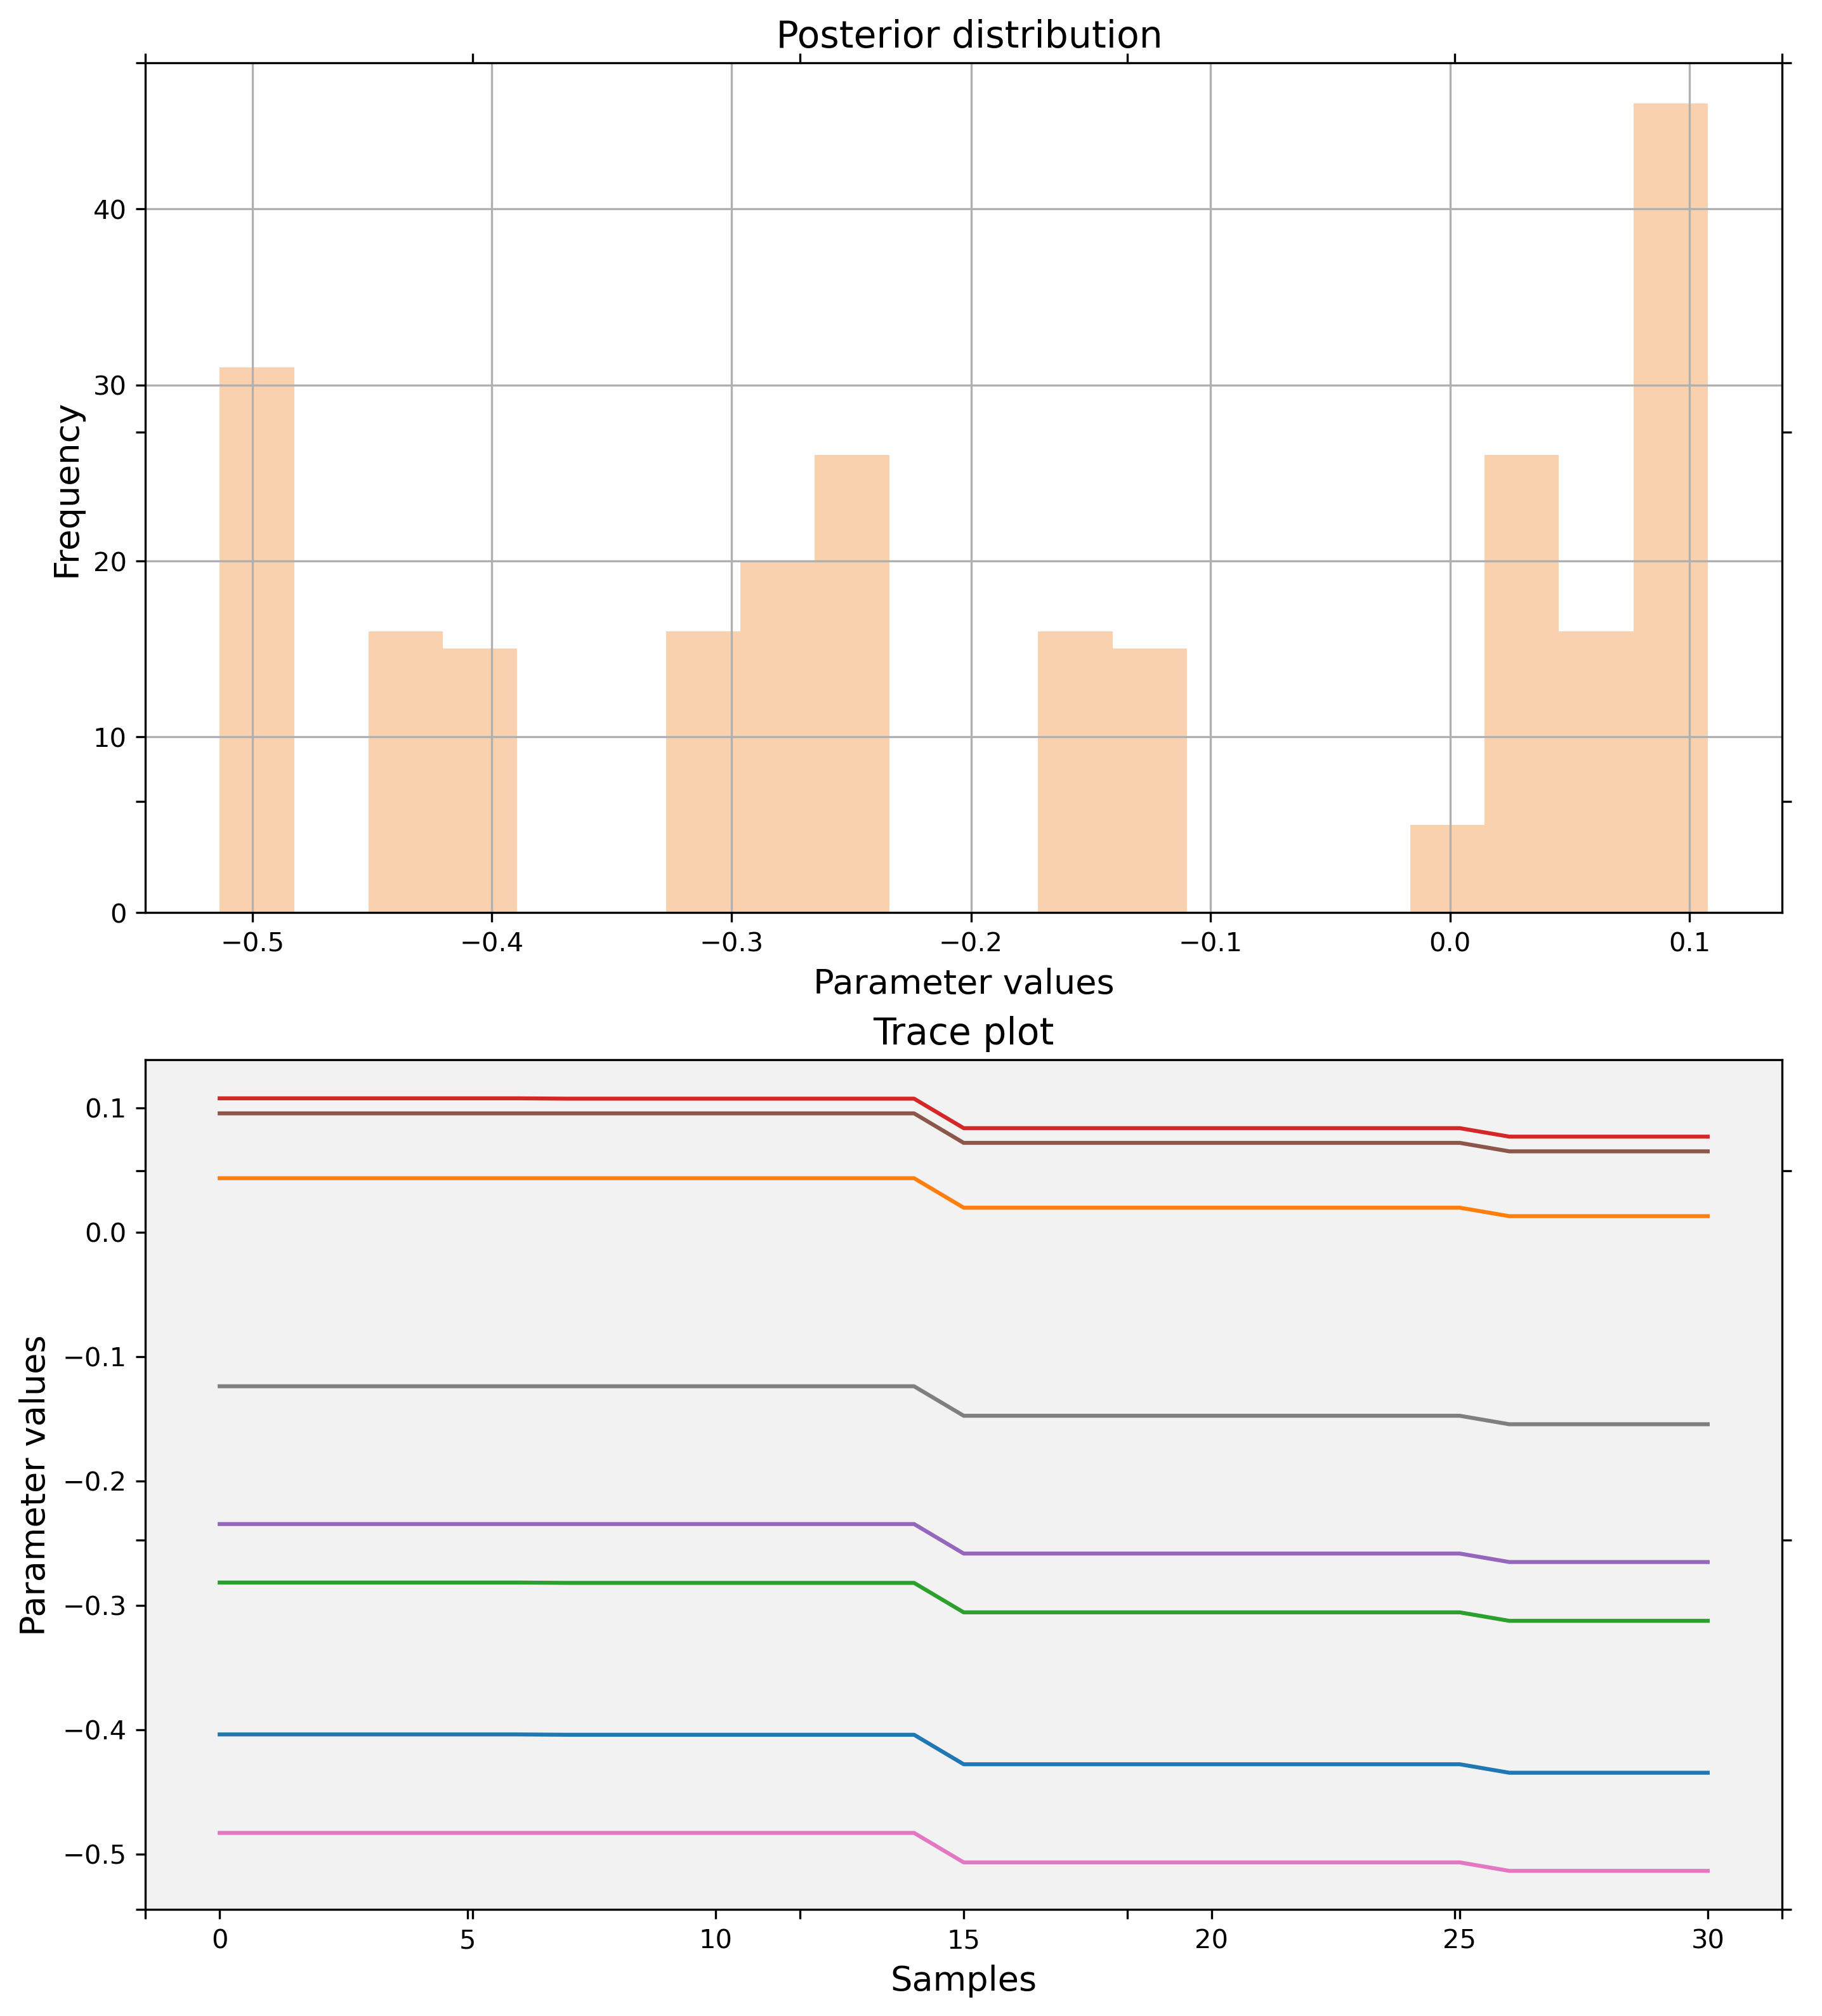 Posterior distribution
Frequency
40
30
20
10
0
−0.5 −0.4 −0.3 −0.2 −0.1 0.0 0.1
Parameter values
Trace plot
Parameter values
0.1
0.0
−0.1
−0.2
−0.3
−0.4
−0.5
0 5 10 15 20 25 30
Samples